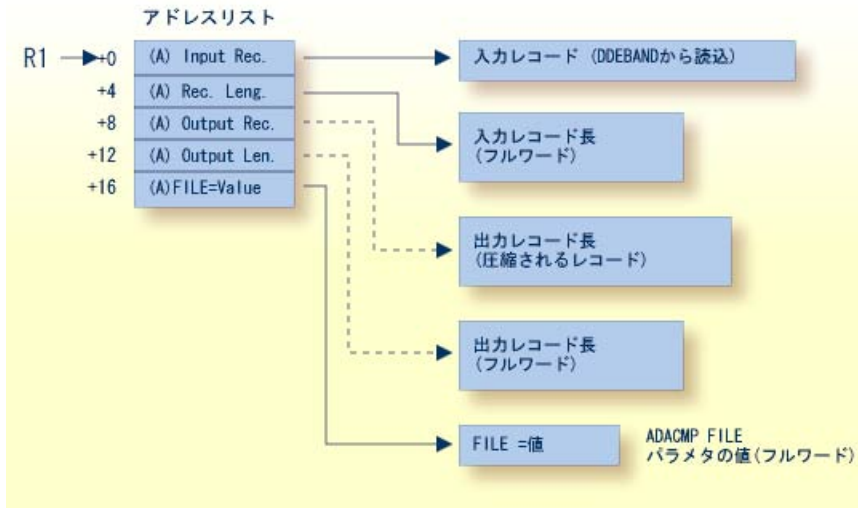 アドレスリスト
R1
+0
(A) Input Rec.
入力レコード (DDEBANDから読込)
+4
(A) Rec. Leng.
+8
(A) Output Rec.
入力レコード長
(フルワード)
+12
(A) Output Len.
+16
(A)FILE=Value
出力レコード長
(圧縮されるレコード)
出力レコード長
(フルワード)
FILE =値
ADACMP FILE
パラメタの値(フルワード)